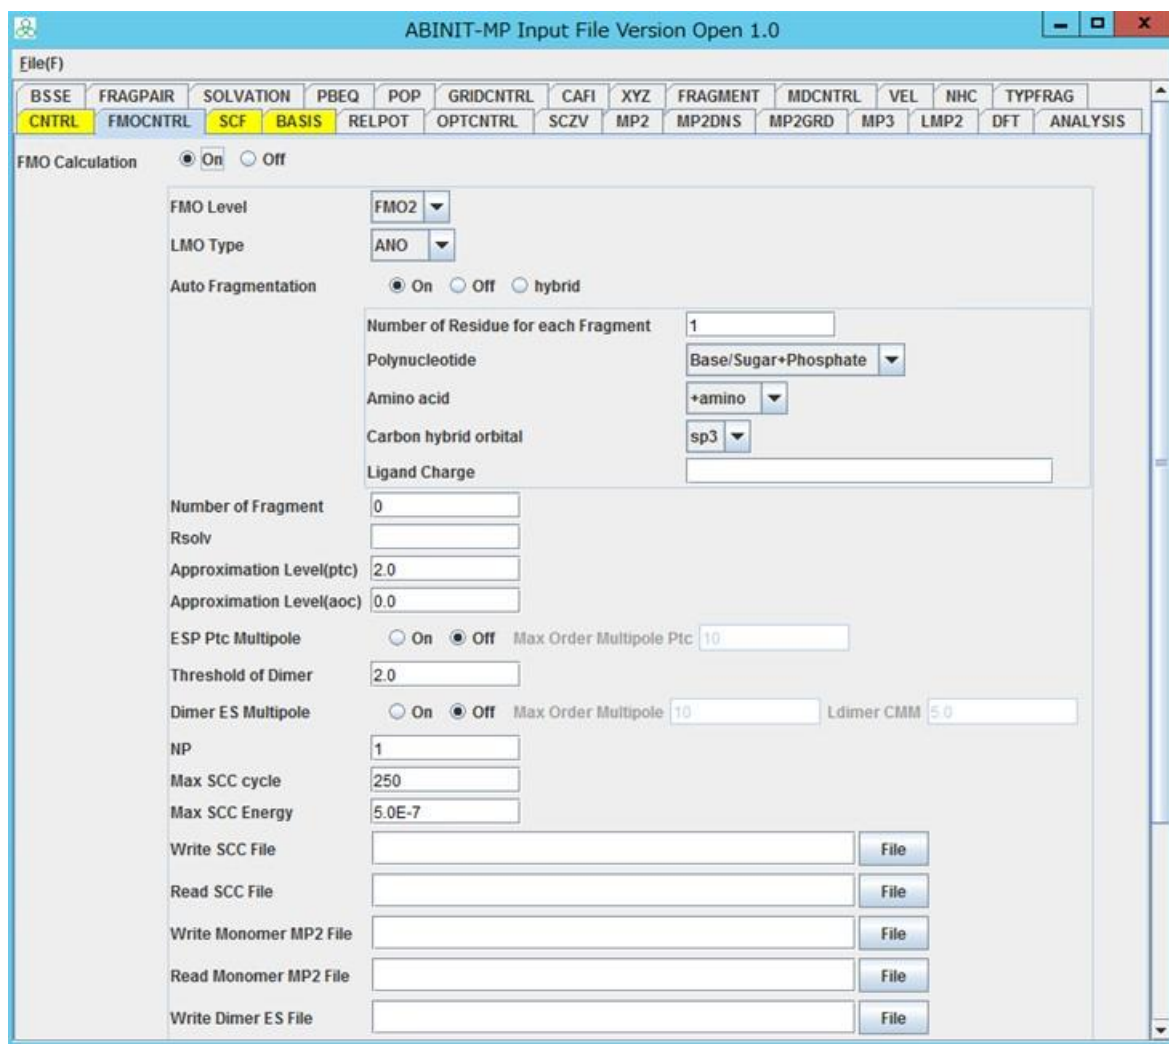 ABINIT-MP Input File Version Open 1.0
File(F)
BSSE FRAGPAIR SOLVATION PBEQ POP GRIDCNTRL CAFI XYZ FRAGMENT MDCNTRL VEL NHC TYPFRAG
CNTRL FMOCNTRL SCF BASIS RELPOT OPTCNTRL SCZV MP2 MP2DNS MP2GRD MP3 LMP2 DFT ANALYSIS
FMO Calculation On Off
FMO Level FMO2
LMO Type ANO
Auto Fragmentation On Off hybrid
Number of Residue for each Fragment 1
Polynucleotide Base/Sugar+Phosphate
Amino acid +amino
Carbon hybrid orbital sp3
Ligand Charge
Number of Fragment 0
Rsolv
Approximation Level(ptc) 2.0
Approximation Level(aoc) 0.0
ESP Ptc Multipole On Off Max Order Multipole Ptc 10
Threshold of Dimer 2.0
Dimer ES Multipole On Off Max Order Multipole 10 Ldimer CMM 5.0
NP 1
Max SCC cycle 250
Max SCC Energy 5.0E-7
Write SCC File File
Read SCC File File
Write Monomer MP2 File File
Read Monomer MP2 File File
Write Dimer ES File File